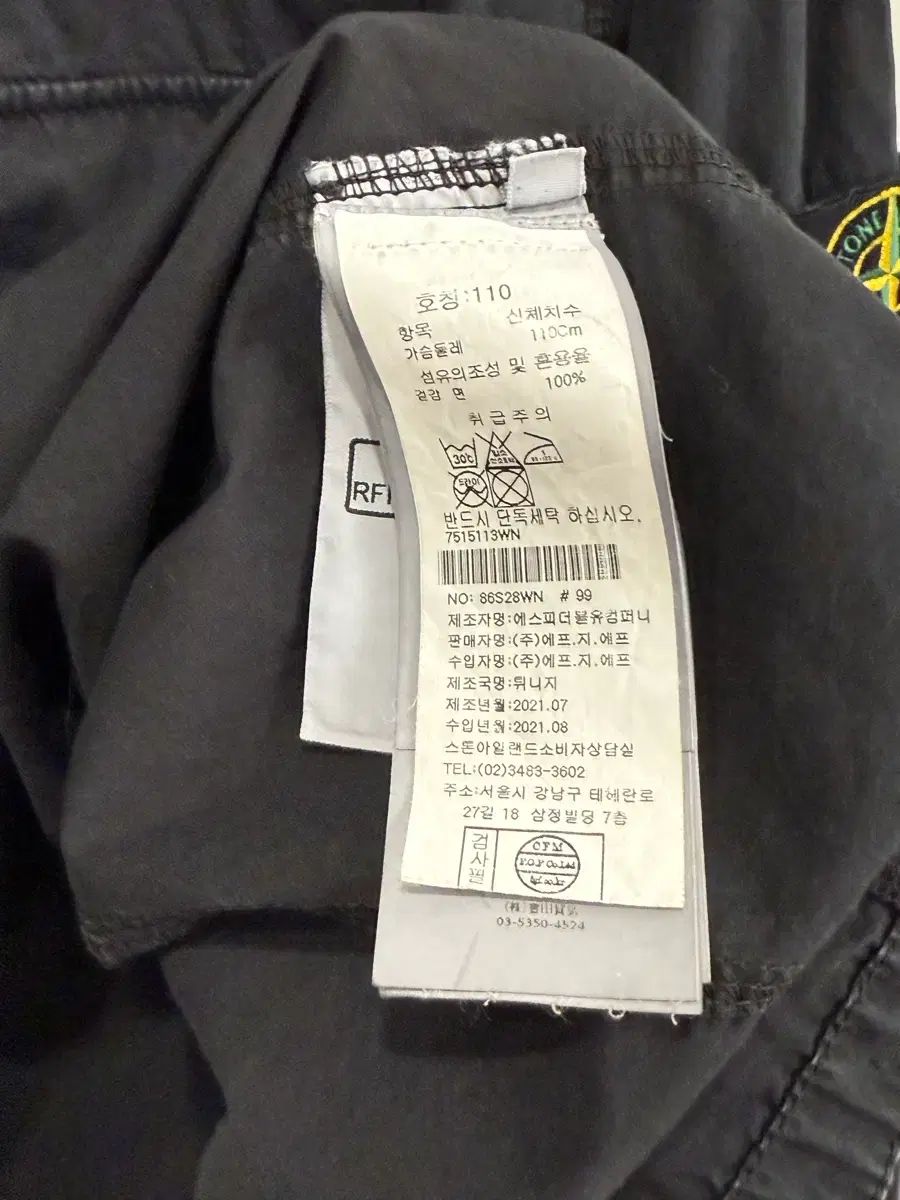 TONE
호칭:110
항목 신체치수
가슴둘레 110Cm
섬유의조성 및 혼용율
겉감 면 100%
취급주의
30℃
드라이
반드시 단독세탁 하십시오.
7515113WN
NO: 86S28WN # 99
제조자명:에스피더블유컴퍼니
판매자명:(주)에프.지.에프
수입자명:(주)에프.지.에프
제조국명:튀니지
제조년월:2021.07
수입년월:2021.08
스톤아일랜드소비자상담실
TEL:(02)3483-3602
주소:서울시 강남구 테헤란로
27길 18 삼정빌딩 7층
검사필
03-5350-4524